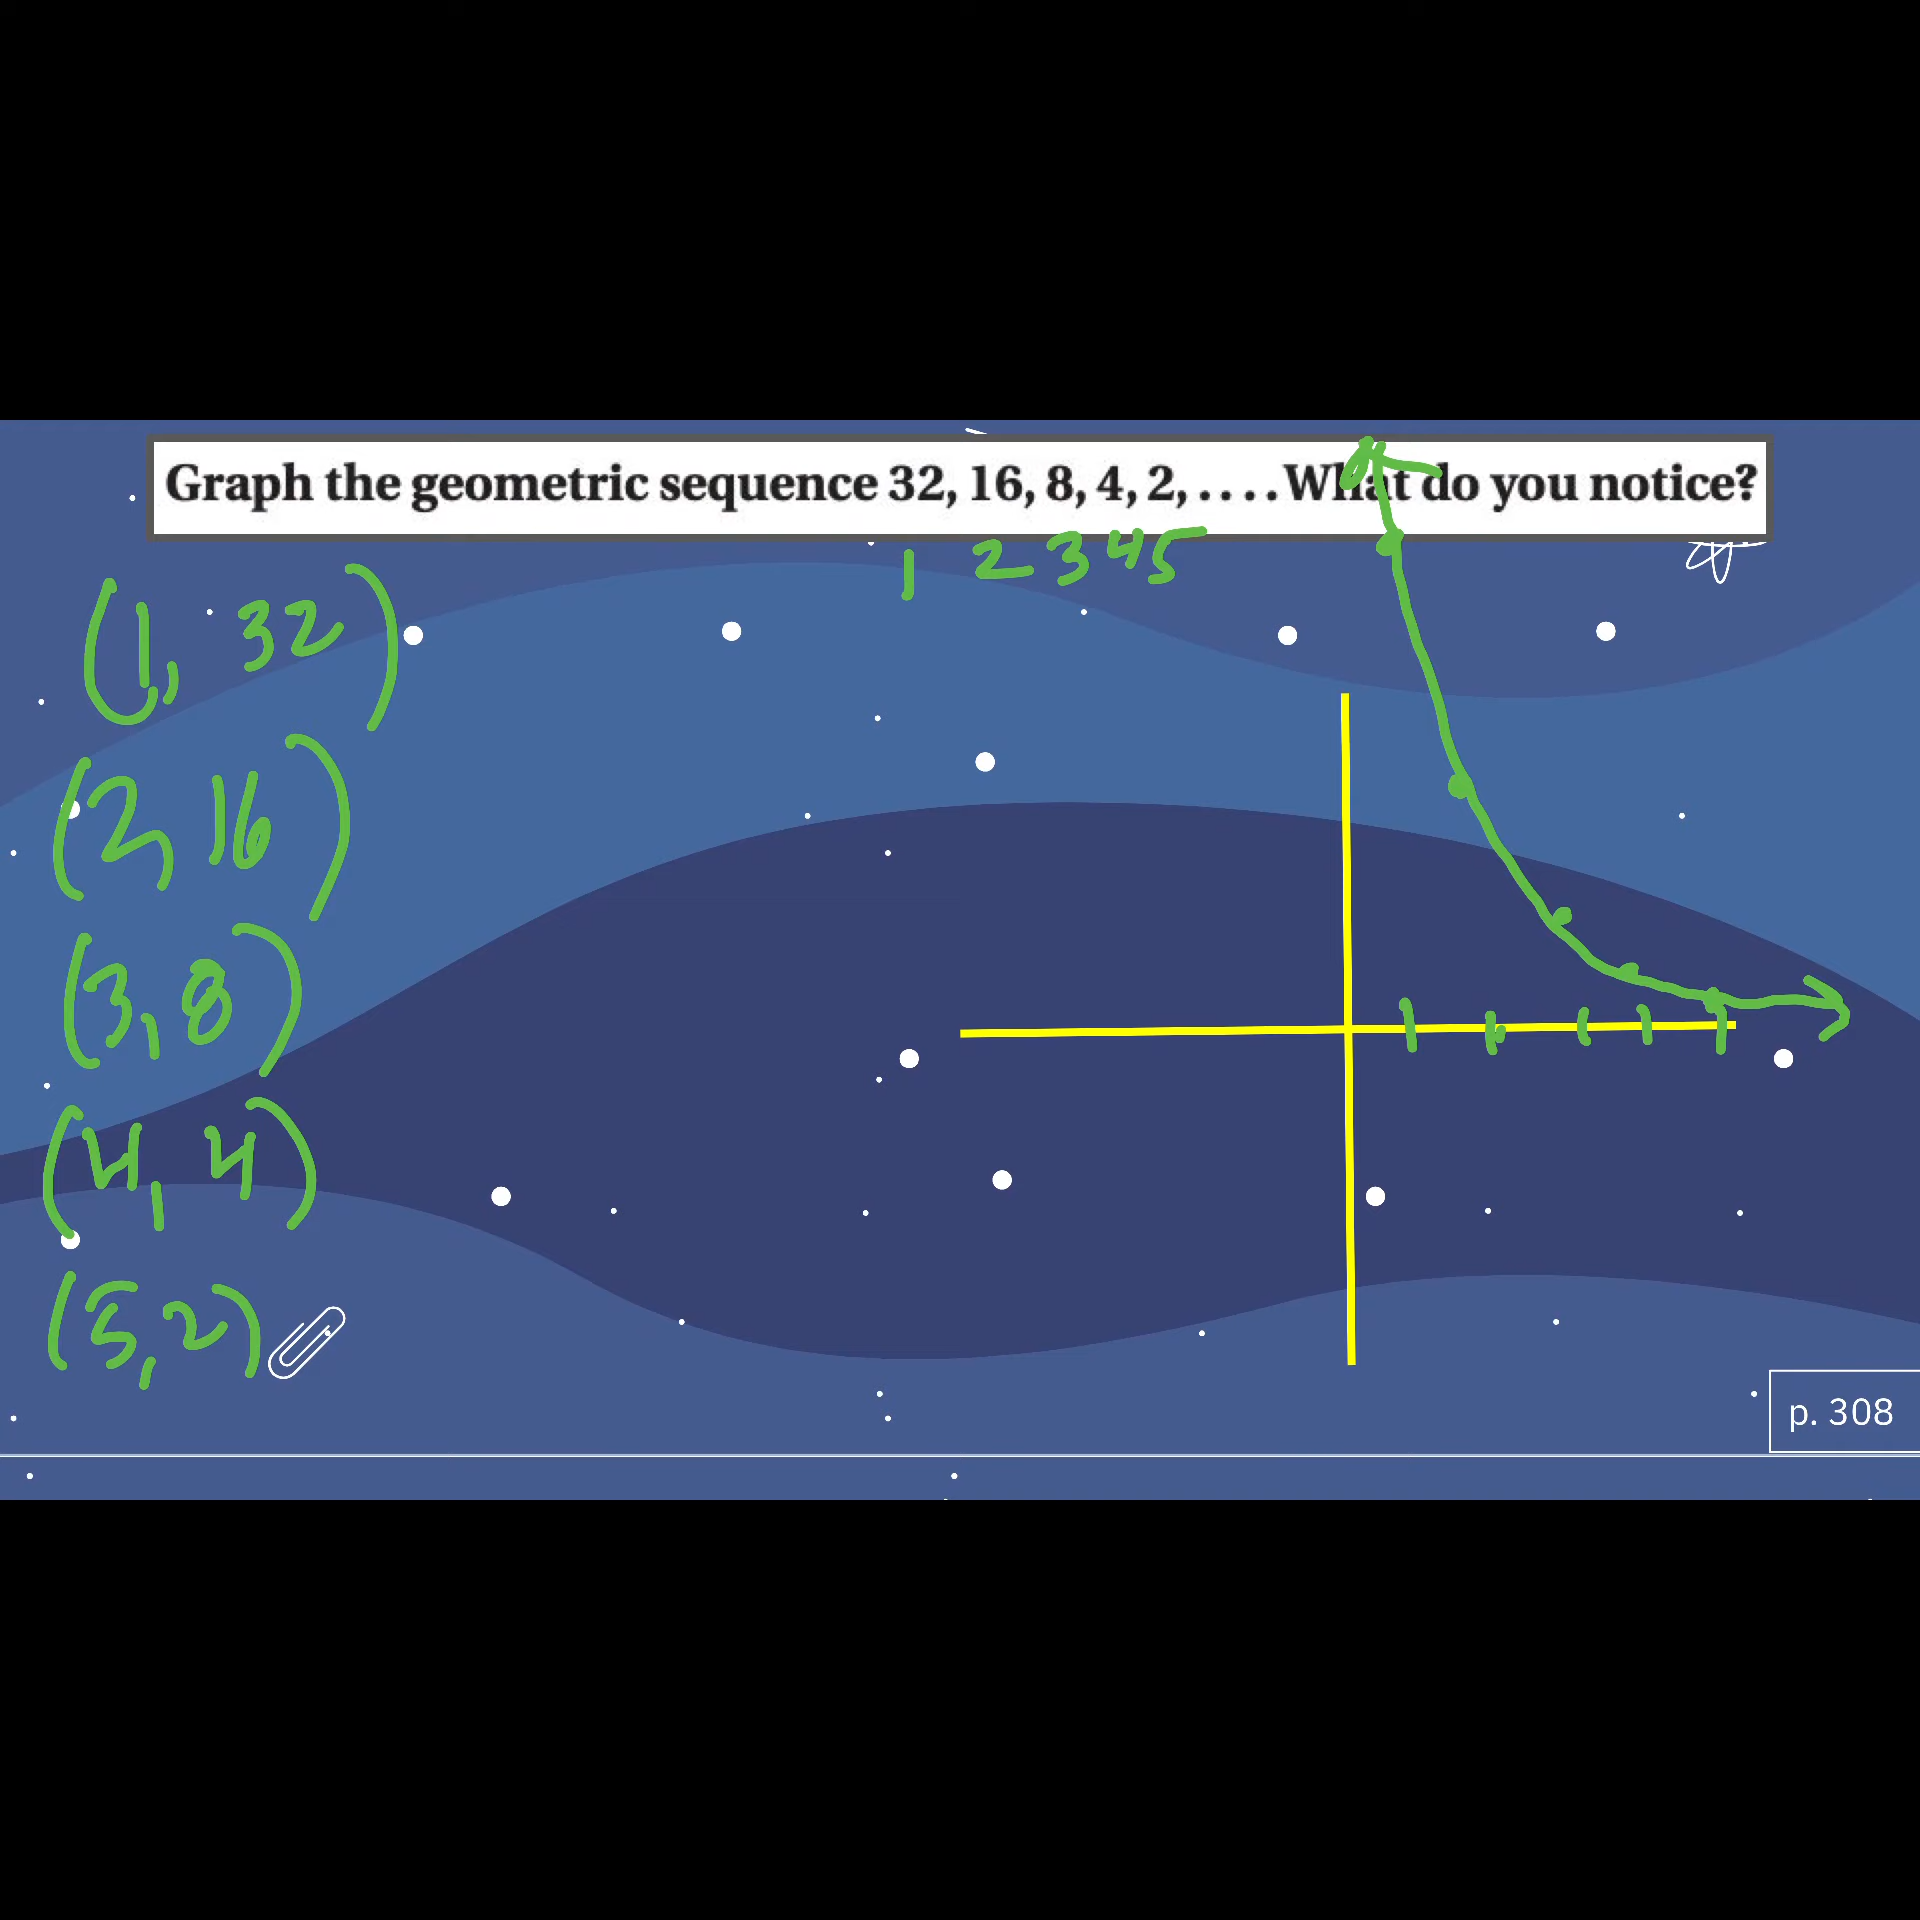 Graph the geometric sequence 32, 16, 8, 4, 2, . . . . What do you notice?
1 2 3 4 5
(1, 32)
(2, 16)
(3, 8)
(4, 4)
(5, 2)
p. 308